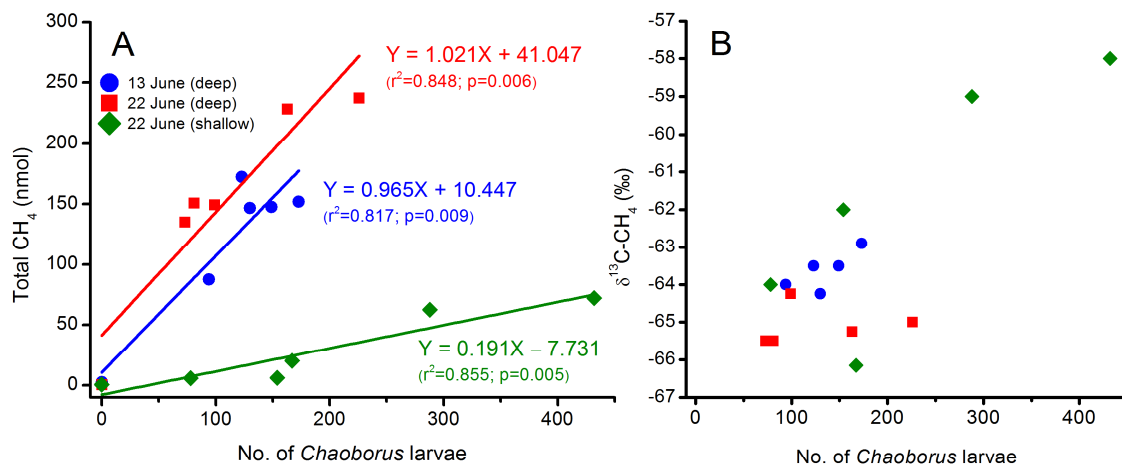 A
300
250
200
150
100
50
0
Total CH₄ (nmol)
13 June (deep)
22 June (deep)
22 June (shallow)
Y = 1.021X + 41.047
(r²=0.848; p=0.006)
Y = 0.965X + 10.447
(r²=0.817; p=0.009)
Y = 0.191X – 7.731
(r²=0.855; p=0.005)
0 100 200 300 400
No. of Chaoborus larvae
B
-57
-58
-59
-60
-61
-62
-63
-64
-65
-66
-67
δ¹³C-CH₄ (‰)
0 100 200 300 400
No. of Chaoborus larvae